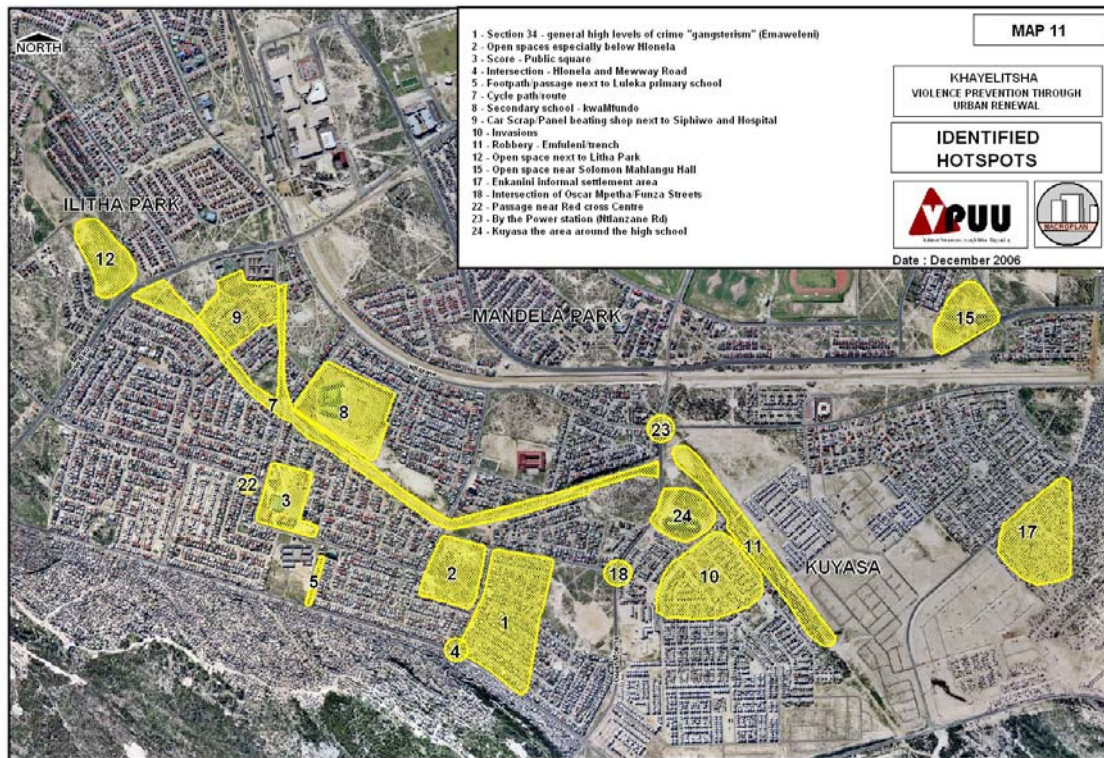 NORTH
1 - Section 34 - general high levels of crime "gangsterism" (Emaweleni)
2 - Open spaces especially below Hlonela
3 - Score - Public square
4 - Intersection - Hlonela and Mewway Road
5 - Footpath/passage next to Luleka primary school
7 - Cycle path/route
8 - Secondary school - kwaMfundo
9 - Car Scrap/Panel beating shop next to Siphiwo and Hospital
10 - Invasions
11 - Robbery - Emfuleni/trench
12 - Open space next to Litha Park
15 - Open space near Solomon Mahlangu Hall
17 - Enkanini informal settlement area
18 - Intersection of Oscar Mpetha/Funza Streets
22 - Passage near Red cross Centre
23 - By the Power station (Ntlanzane Rd)
24 - Kuyasa the area around the high school
MAP 11
KHAYELITSHA
VIOLENCE PREVENTION THROUGH
URBAN RENEWAL
IDENTIFIED
HOTSPOTS
VPUU
MACROPLAN
Date : December 2006
ILITHA PARK
12
9
MANDELA PARK
15
7
8
23
22
3
24
11
17
5
2
18
10
KUYASA
1
4